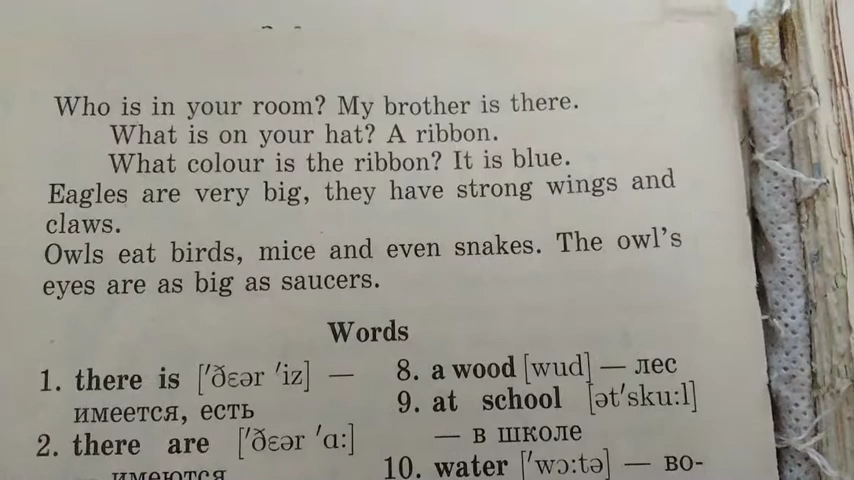 Who is in your room? My brother is there.
What is on your hat? A ribbon.
What colour is the ribbon? It is blue.
Eagles are very big, they have strong wings and
claws.
Owls eat birds, mice and even snakes. The owl's
eyes are as big as saucers.
Words
1. there is [ˈðɛər ˈiz] —
имеется, есть
2. there are [ˈðɛər ˈɑ:]
— имеются
8. a wood [wud] — лес
9. at school [ətˈsku:l]
— в школе
10. water [ˈwɔ:tə] — во-